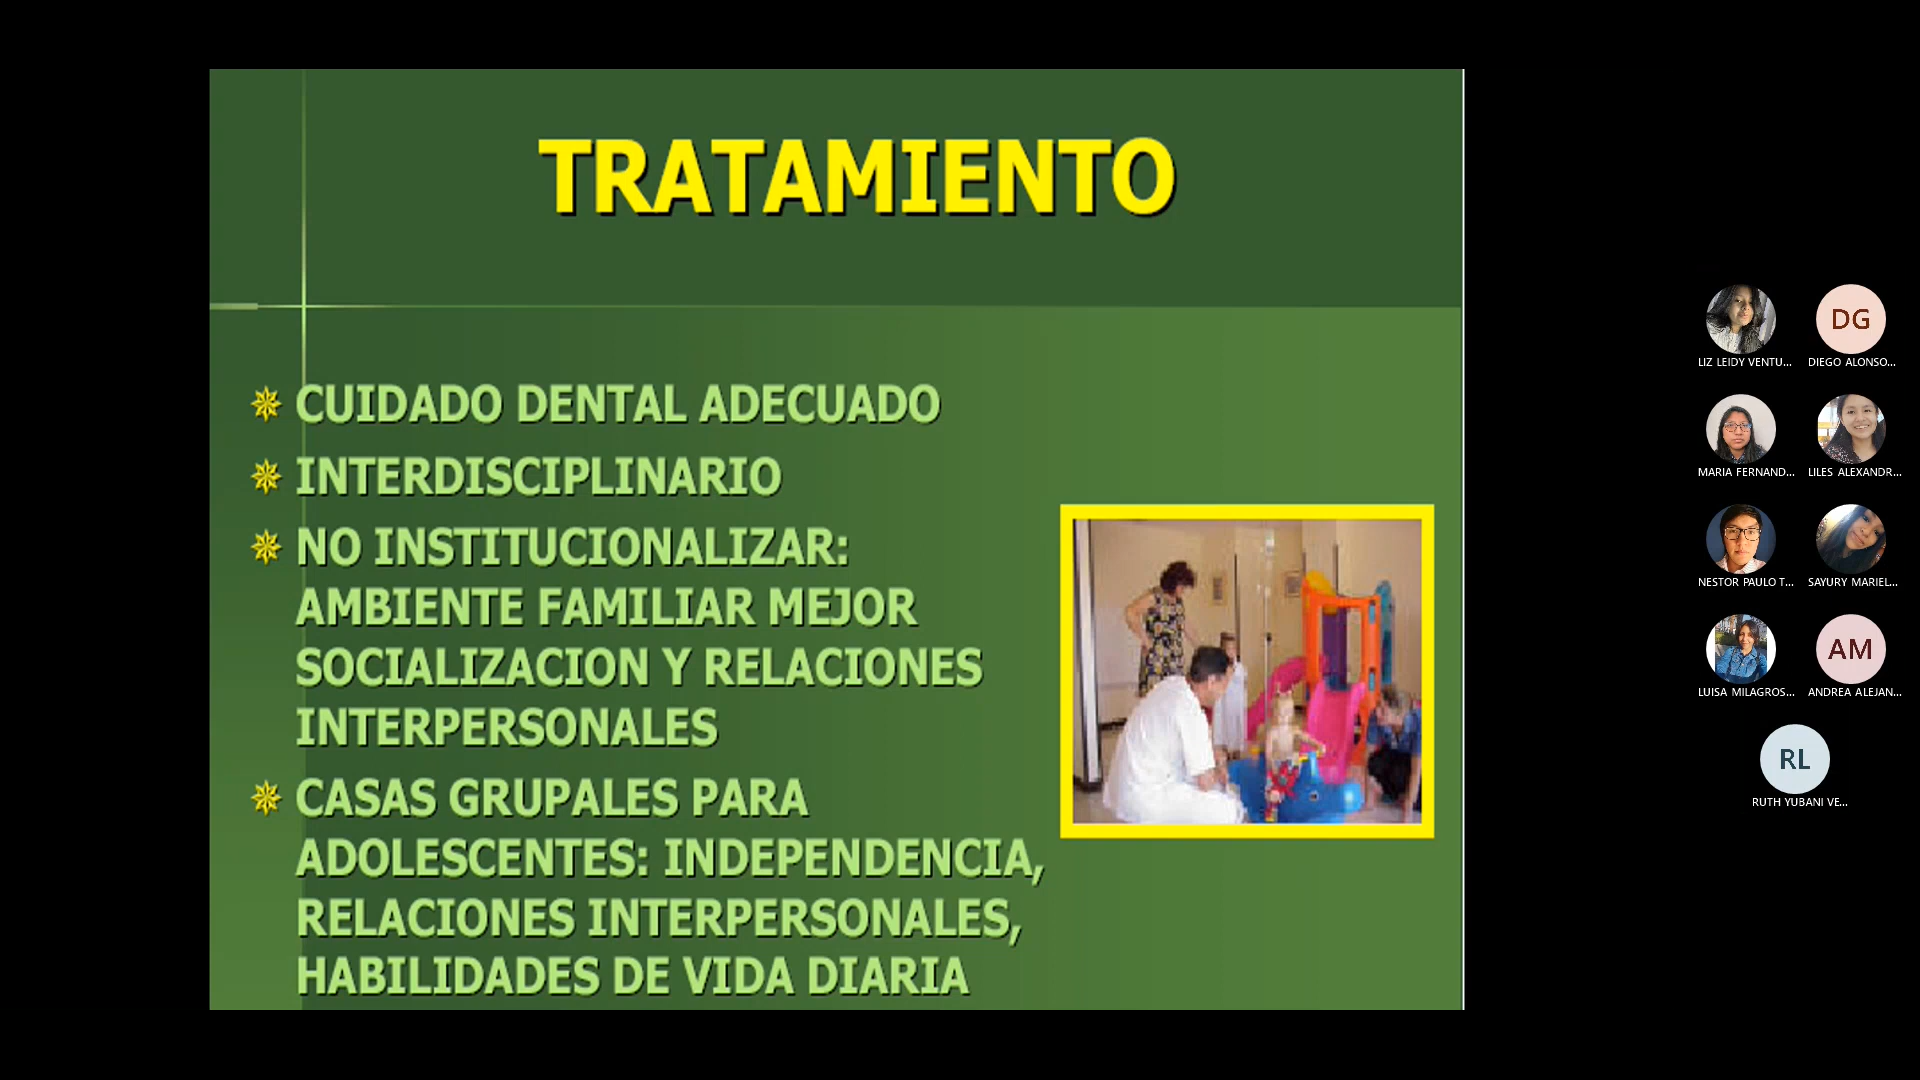 TRATAMIENTO
CUIDADO DENTAL ADECUADO
INTERDISCIPLINARIO
NO INSTITUCIONALIZAR:
AMBIENTE FAMILIAR MEJOR
SOCIALIZACION Y RELACIONES
INTERPERSONALES
CASAS GRUPALES PARA
ADOLESCENTES: INDEPENDENCIA,
RELACIONES INTERPERSONALES,
HABILIDADES DE VIDA DIARIA
LIZ LEIDY VENTU...
DG
DIEGO ALONSO...
MARIA FERNAND...
LILES ALEXANDR...
NESTOR PAULO T...
SAYURY MARIEL...
LUISA MILAGROS...
AM
ANDREA ALEJAN...
RL
RUTH YUBANI VE...